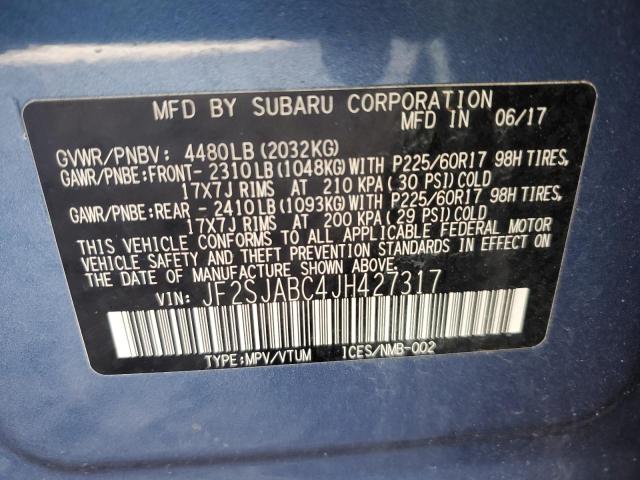 MFD BY SUBARU CORPORATION
MFD IN 06/17
GVWR/PNBV: 4480LB (2032KG)
GAWR/PNBE:FRONT- 2310LB (1048KG)WITH P225/60R17 98H TIRES,
17X7J RIMS AT 210 KPA (30 PSI)COLD
GAWR/PNBE:REAR - 2410LB (1093KG)WITH P225/60R17 98H TIRES,
17X7J RIMS AT 200 KPA (29 PSI)COLD
THIS VEHICLE CONFORMS TO ALL APPLICABLE FEDERAL MOTOR
VEHICLE SAFETY AND THEFT PREVENTION STANDARDS IN EFFECT ON
THE DATE OF MANUFACTURE SHOWN ABOVE.
VIN: JF2SJABC4JH427317
TYPE:MPV/VTUM ICES/NMB-002